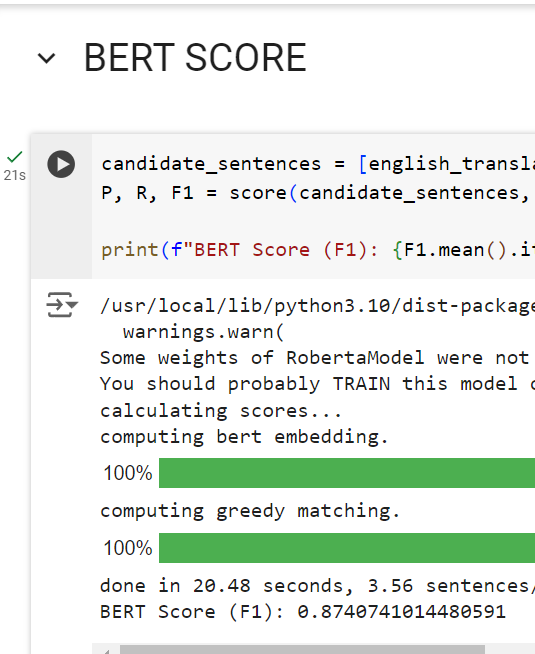 BERT SCORE
21s
candidate_sentences = [english_transla
P, R, F1 = score(candidate_sentences,
print(f"BERT Score (F1): {F1.mean().it
/usr/local/lib/python3.10/dist-package
warnings.warn(
Some weights of RobertaModel were not
You should probably TRAIN this model o
calculating scores...
computing bert embedding.
100%
computing greedy matching.
100%
done in 20.48 seconds, 3.56 sentences/
BERT Score (F1): 0.8740741014480591